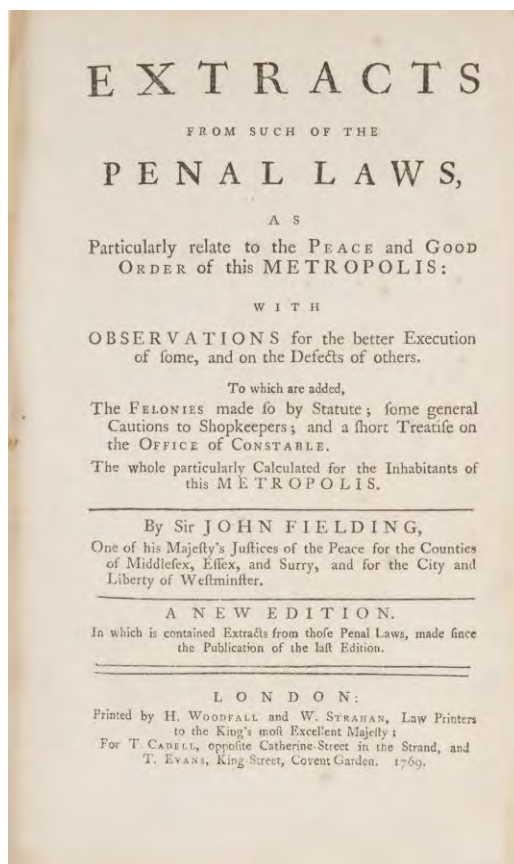 EXTRACTS
FROM SUCH OF THE
PENAL LAWS,
AS
Particularly relate to the PEACE and GOOD
ORDER of this METROPOLIS:
WITH
OBSERVATIONS for the better Execution
of ſome, and on the Defects of others.
To which are added,
The FELONIES made ſo by Statute; ſome general
Cautions to Shopkeepers; and a ſhort Treatiſe on
the OFFICE of CONSTABLE.
The whole particularly Calculated for the Inhabitants of
this METROPOLIS.
By Sir JOHN FIELDING,
One of his Majeſty's Juſtices of the Peace for the Counties
of Middleſex, Eſſex, and Surry, and for the City and
Liberty of Weſtminſter.
A NEW EDITION.
In which is contained Extracts from thoſe Penal Laws, made ſince
the Publication of the laſt Edition.
LONDON:
Printed by H. WOODFALL and W. STRAHAN, Law Printers
to the King's moſt Excellent Majeſty;
For T. CADELL, oppoſite Catherine-Street in the Strand, and
T. EVANS, King-Street, Covent Garden. 1769.